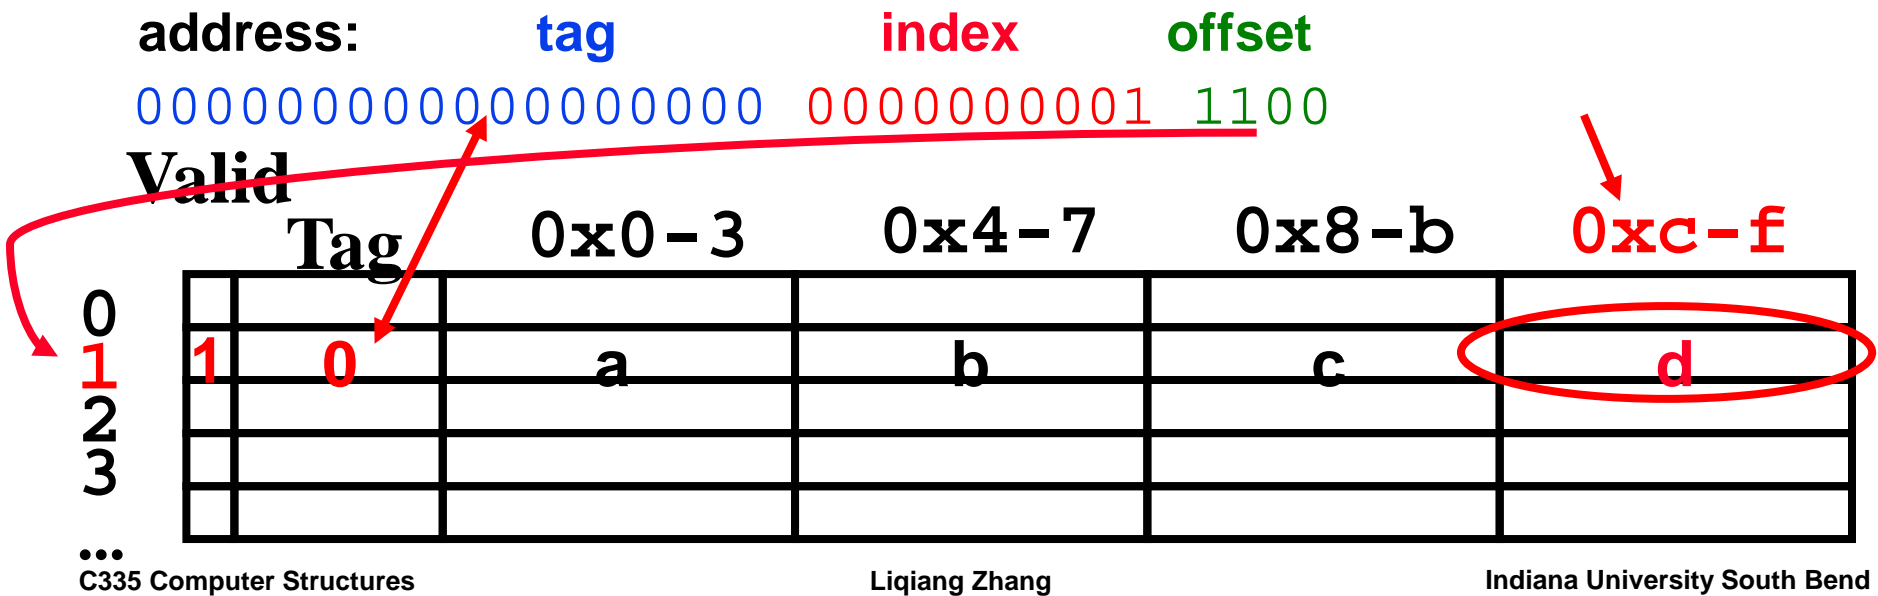 address: tag index offset
000000000000000000 0000000001 1100
Valid
Tag 0x0-3 0x4-7 0x8-b 0xc-f
0
1 1 0 a b c d
2
3
...
C335 Computer Structures Liqiang Zhang Indiana University South Bend